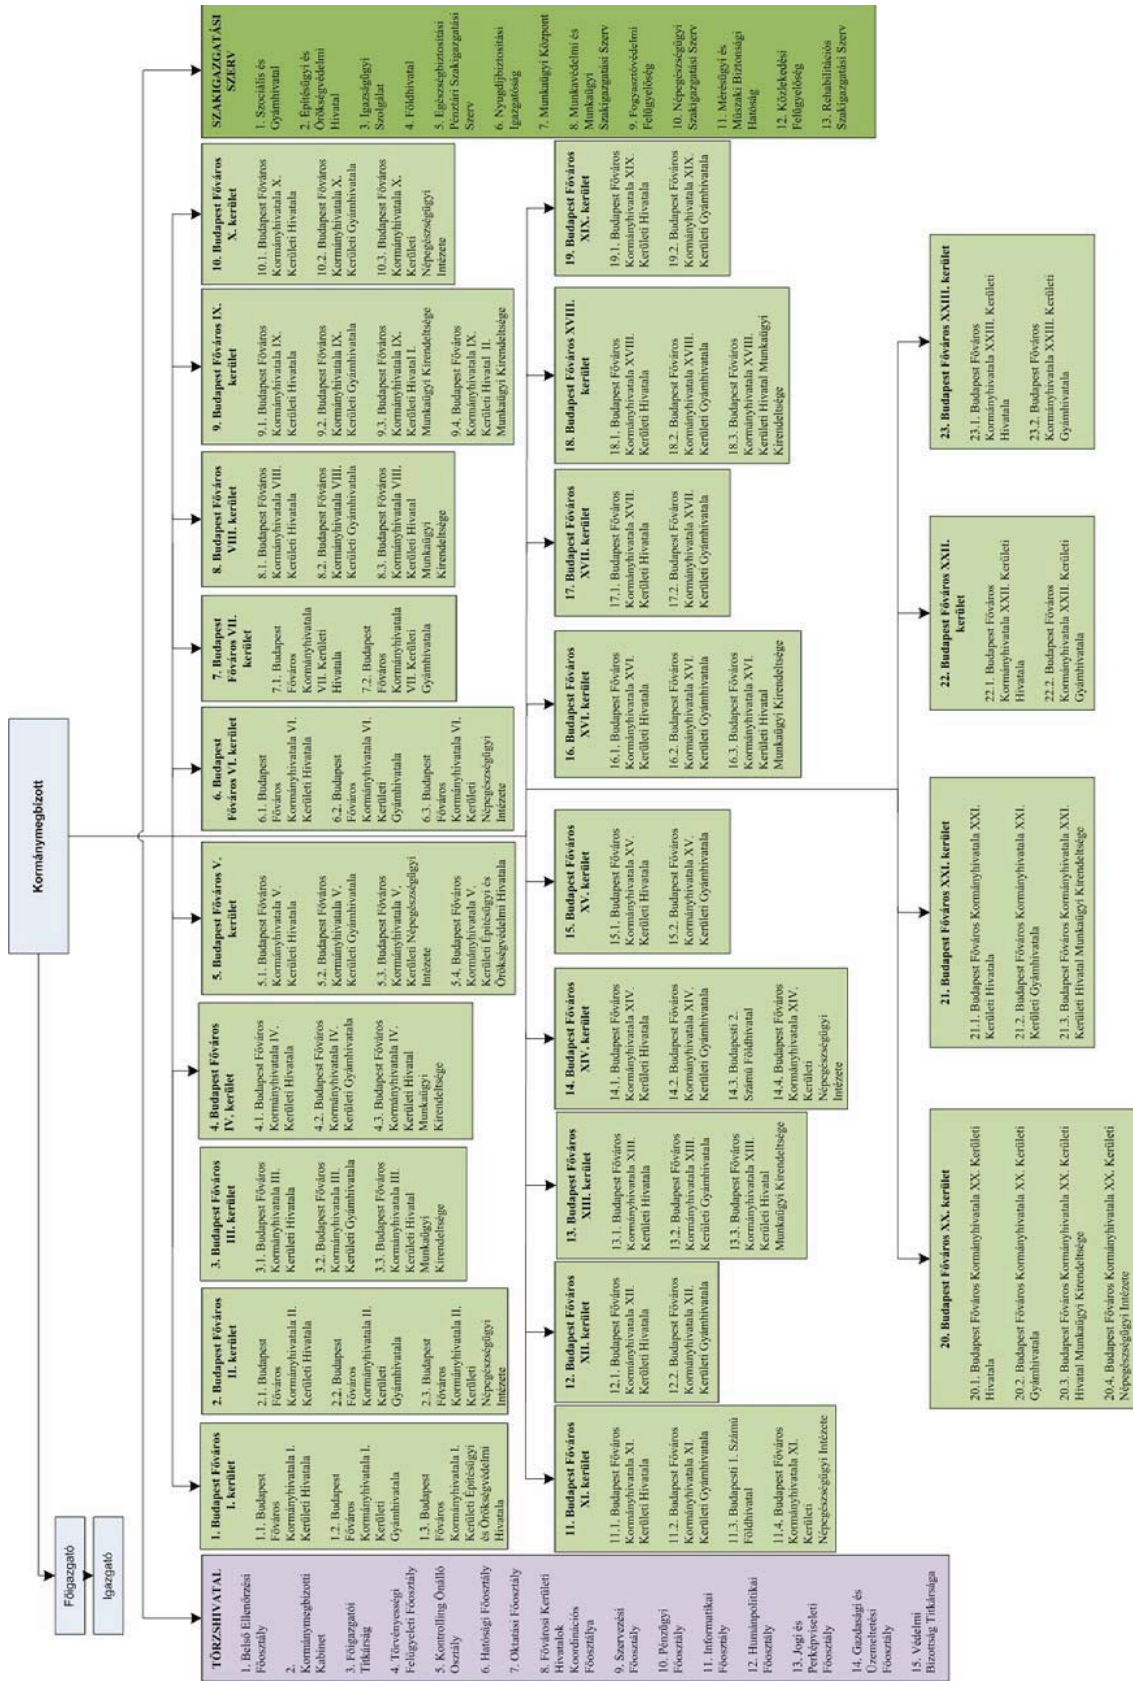 Kormánymegbízott
Főigazgató
Igazgató
TÖRZSHIVATAL
1. Belső Ellenőrzési
Főosztály
2.
Kormánymegbízotti
Kabinet
3. Főigazgatói
Titkárság
4. Törvényességi
Felügyeleti Főosztály
5. Kontrolling Önálló
Osztály
6. Hatósági Főosztály
7. Oktatási Főosztály
8. Fővárosi Kerületi
Hivatalok
Koordinációs
Főosztálya
9. Szervezési
Főosztály
10. Pénzügyi
Főosztály
11. Informatikai
Főosztály
12. Humánpolitikai
Főosztály
13. Jogi és
Perképviseleti
Főosztály
14. Gazdasági és
Üzemeltetési
Főosztály
15. Védelmi
Bizottság Titkársága
1. Budapest Főváros
I. kerület
1.1. Budapest
Főváros
Kormányhivatala I.
Kerületi Hivatala
1.2. Budapest
Főváros
Kormányhivatala I.
Kerületi
Gyámhivatala
1.3. Budapest
Főváros
Kormányhivatala I.
Kerületi Építésügyi
és Örökségvédelmi
Hivatala
2. Budapest Főváros
II. kerület
2.1. Budapest
Főváros
Kormányhivatala II.
Kerületi Hivatala
2.2. Budapest
Főváros
Kormányhivatala II.
Kerületi
Gyámhivatala
2.3. Budapest
Főváros
Kormányhivatala II.
Kerületi
Népegészségügyi
Intézete
3. Budapest Főváros
III. kerület
3.1. Budapest Főváros
Kormányhivatala III.
Kerületi Hivatala
3.2. Budapest Főváros
Kormányhivatala III.
Kerületi Gyámhivatala
3.3. Budapest Főváros
Kormányhivatala III.
Kerületi Hivatal
Munkaügyi
Kirendeltsége
4. Budapest Főváros
IV. kerület
4.1. Budapest Főváros
Kormányhivatala IV.
Kerületi Hivatala
4.2. Budapest Főváros
Kormányhivatala IV.
Kerületi Gyámhivatala
4.3. Budapest Főváros
Kormányhivatala IV.
Kerületi Hivatal
Munkaügyi
Kirendeltsége
5. Budapest Főváros V.
kerület
5.1. Budapest Főváros
Kormányhivatala V.
Kerületi Hivatala
5.2. Budapest Főváros
Kormányhivatala V.
Kerületi Gyámhivatala
5.3. Budapest Főváros
Kormányhivatala V.
Kerületi Népegészségügyi
Intézete
5.4. Budapest Főváros
Kormányhivatala V.
Kerületi Építésügyi és
Örökségvédelmi Hivatala
6. Budapest
Főváros VI. kerület
6.1. Budapest
Főváros
Kormányhivatala VI.
Kerületi Hivatala
6.2. Budapest
Főváros
Kormányhivatala VI.
Kerületi
Gyámhivatala
6.3. Budapest
Főváros
Kormányhivatala VI.
Kerületi
Népegészségügyi
Intézete
7. Budapest
Főváros VII.
kerület
7.1. Budapest
Főváros
Kormányhivatala
VII. Kerületi
Hivatala
7.2. Budapest
Főváros
Kormányhivatala
VII. Kerületi
Gyámhivatala
8. Budapest Főváros
VIII. kerület
8.1. Budapest Főváros
Kormányhivatala VIII.
Kerületi Hivatala
8.2. Budapest Főváros
Kormányhivatala VIII.
Kerületi Gyámhivatala
8.3. Budapest Főváros
Kormányhivatala VIII.
Kerületi Hivatal
Munkaügyi
Kirendeltsége
9. Budapest Főváros IX.
kerület
9.1. Budapest Főváros
Kormányhivatala IX.
Kerületi Hivatala
9.2. Budapest Főváros
Kormányhivatala IX.
Kerületi Gyámhivatala
9.3. Budapest Főváros
Kormányhivatala IX.
Kerületi Hivatal I.
Munkaügyi Kirendeltsége
9.4. Budapest Főváros
Kormányhivatala IX.
Kerületi Hivatal II.
Munkaügyi Kirendeltsége
10. Budapest Főváros
X. kerület
10.1. Budapest Főváros
Kormányhivatala X.
Kerületi Hivatala
10.2. Budapest Főváros
Kormányhivatala X.
Kerületi Gyámhivatala
10.3. Budapest Főváros
Kormányhivatala X.
Kerületi
Népegészségügyi
Intézete
SZAKIGAZGATÁSI
SZERV
1. Szociális és
Gyámhivatal
2. Építésügyi és
Örökségvédelmi
Hivatal
3. Igazságügyi
Szolgálat
4. Földhivatal
5. Egészségbiztosítási
Pénztári Szakigazgatási
Szerv
6. Nyugdíjbiztosítási
Igazgatóság
7. Munkaügyi Központ
8. Munkavédelmi és
Munkaügyi
Szakigazgatási Szerv
9. Fogyasztóvédelmi
Felügyelőség
10. Népegészségügyi
Szakigazgatási Szerv
11. Mérésügyi és
Műszaki Biztonsági
Hatóság
12. Közlekedési
Felügyelőség
13. Rehabilitációs
Szakigazgatási Szerv
11. Budapest Főváros
XI. kerület
11.1. Budapest Főváros
Kormányhivatala XI.
Kerületi Hivatala
11.2. Budapest Főváros
Kormányhivatala XI.
Kerületi Gyámhivatala
11.3. Budapesti 1. Számú
Földhivatal
11.4. Budapest Főváros
Kormányhivatala XI.
Kerületi
Népegészségügyi Intézete
12. Budapest Főváros
XII. kerület
12.1. Budapest Főváros
Kormányhivatala XII.
Kerületi Hivatala
12.2. Budapest Főváros
Kormányhivatala XII.
Kerületi Gyámhivatala
13. Budapest Főváros
XIII. kerület
13.1. Budapest Főváros
Kormányhivatala XIII.
Kerületi Hivatala
13.2. Budapest Főváros
Kormányhivatala XIII.
Kerületi Gyámhivatala
13.3. Budapest Főváros
Kormányhivatala XIII.
Kerületi Hivatal
Munkaügyi Kirendeltsége
14. Budapest Főváros
XIV. kerület
14.1. Budapest Főváros
Kormányhivatala XIV.
Kerületi Hivatala
14.2. Budapest Főváros
Kormányhivatala XIV.
Kerületi Gyámhivatala
14.3. Budapesti 2.
Számú Földhivatal
14.4. Budapest Főváros
Kormányhivatala XIV.
Kerületi
Népegészségügyi
Intézete
15. Budapest Főváros
XV. kerület
15.1. Budapest Főváros
Kormányhivatala XV.
Kerületi Hivatala
15.2. Budapest Főváros
Kormányhivatala XV.
Kerületi Gyámhivatala
16. Budapest Főváros
XVI. kerület
16.1. Budapest Főváros
Kormányhivatala XVI.
Kerületi Hivatala
16.2. Budapest Főváros
Kormányhivatala XVI.
Kerületi Gyámhivatala
16.3. Budapest Főváros
Kormányhivatala XVI.
Kerületi Hivatal
Munkaügyi Kirendeltsége
17. Budapest Főváros
XVII. kerület
17.1. Budapest Főváros
Kormányhivatala XVII.
Kerületi Hivatala
17.2. Budapest Főváros
Kormányhivatala XVII.
Kerületi Gyámhivatala
18. Budapest Főváros XVIII.
kerület
18.1. Budapest Főváros
Kormányhivatala XVIII.
Kerületi Hivatala
18.2. Budapest Főváros
Kormányhivatala XVIII.
Kerületi Gyámhivatala
18.3. Budapest Főváros
Kormányhivatala XVIII.
Kerületi Hivatal Munkaügyi
Kirendeltsége
19. Budapest Főváros
XIX. kerület
19.1. Budapest Főváros
Kormányhivatala XIX.
Kerületi Hivatala
19.2. Budapest Főváros
Kormányhivatala XIX.
Kerületi Gyámhivatala
20. Budapest Főváros XX. kerület
20.1. Budapest Főváros Kormányhivatala XX. Kerületi
Hivatala
20.2. Budapest Főváros Kormányhivatala XX. Kerületi
Gyámhivatala
20.3. Budapest Főváros Kormányhivatala XX. Kerületi
Hivatal Munkaügyi Kirendeltsége
20.4. Budapest Főváros Kormányhivatala XX. Kerületi
Népegészségügyi Intézete
21. Budapest Főváros XXI. kerület
21.1. Budapest Főváros Kormányhivatala XXI.
Kerületi Hivatala
21.2. Budapest Főváros Kormányhivatala XXI.
Kerületi Gyámhivatala
21.3. Budapest Főváros Kormányhivatala XXI.
Kerületi Hivatal Munkaügyi Kirendeltsége
22. Budapest Főváros XXII.
kerület
22.1. Budapest Főváros
Kormányhivatala XXII. Kerületi
Hivatala
22.2. Budapest Főváros
Kormányhivatala XXII. Kerületi
Gyámhivatala
23. Budapest Főváros XXIII. kerület
23.1. Budapest Főváros
Kormányhivatala XXIII. Kerületi
Hivatala
23.2. Budapest Főváros
Kormányhivatala XXIII. Kerületi
Gyámhivatala